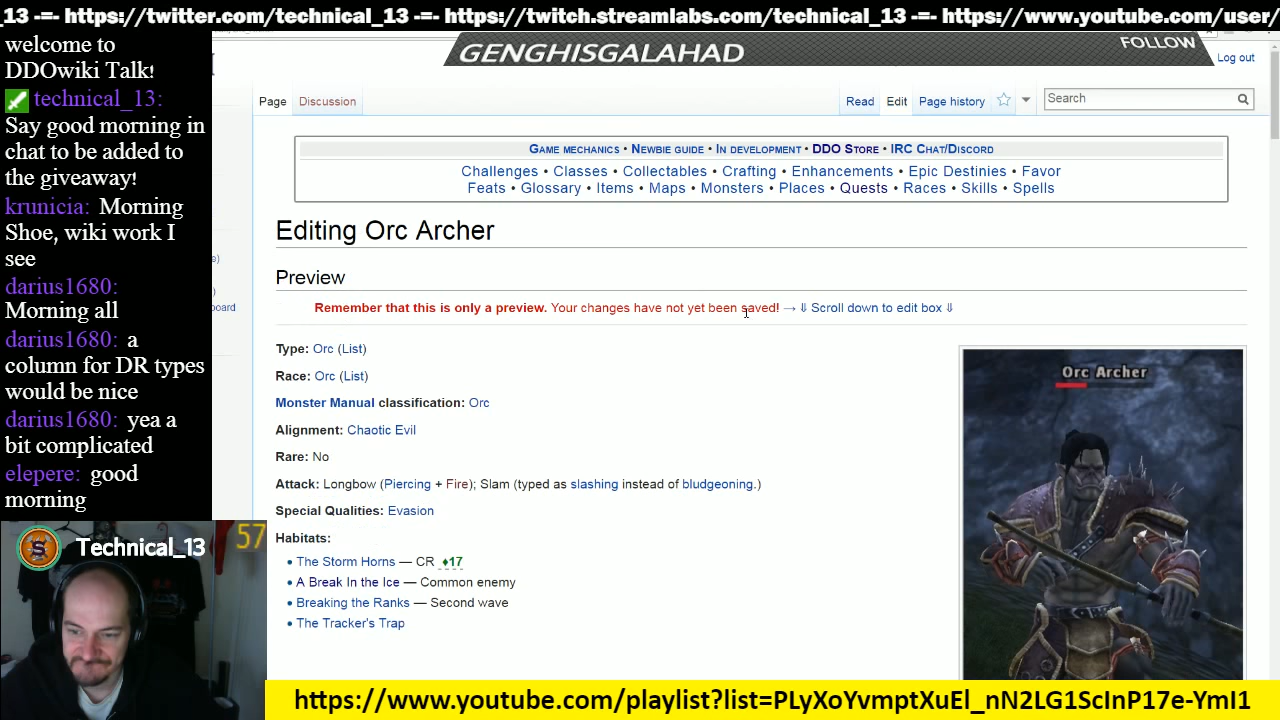 13 -=- https://twitter.com/technical_13 -=- https://twitch.streamlabs.com/technical_13 -=- https://www.youtube.com/user/
welcome to
DDOwiki Talk!
technical_13:
Say good morning in
chat to be added to
the giveaway!
krunicia: Morning
Shoe, wiki work I
see
darius1680:
Morning all
darius1680: a
column for DR types
would be nice
darius1680: yea a
bit complicated
elepere: good
morning
Technical_13
57
GENGHISGALAHAD
FOLLOW
Log out
Page Discussion Read Edit Page history Search
Game mechanics • Newbie guide • In development • DDO Store • IRC Chat/Discord
Challenges • Classes • Collectables • Crafting • Enhancements • Epic Destinies • Favor
Feats • Glossary • Items • Maps • Monsters • Places • Quests • Races • Skills • Spells
Editing Orc Archer
Preview
Remember that this is only a preview. Your changes have not yet been saved! → ⇓ Scroll down to edit box ⇓
Type: Orc (List)
Race: Orc (List)
Monster Manual classification: Orc
Alignment: Chaotic Evil
Rare: No
Attack: Longbow (Piercing + Fire); Slam (typed as slashing instead of bludgeoning.)
Special Qualities: Evasion
Habitats:
• The Storm Horns — CR ♦17
• A Break In the Ice — Common enemy
• Breaking the Ranks — Second wave
• The Tracker's Trap
Orc Archer
https://www.youtube.com/playlist?list=PLyXoYvmptXuEl_nN2LG1ScInP17e-YmI1